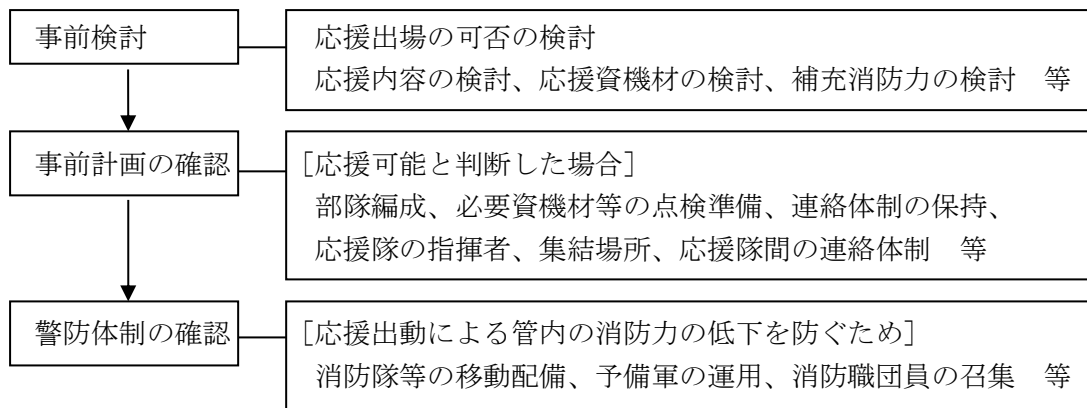 事前検討
応援出場の可否の検討
応援内容の検討、応援資機材の検討、補充消防力の検討　等
事前計画の確認
［応援可能と判断した場合］
部隊編成、必要資機材等の点検準備、連絡体制の保持、
応援隊の指揮者、集結場所、応援隊間の連絡体制　等
警防体制の確認
［応援出動による管内の消防力の低下を防ぐため］
消防隊等の移動配備、予備軍の運用、消防職団員の召集　等